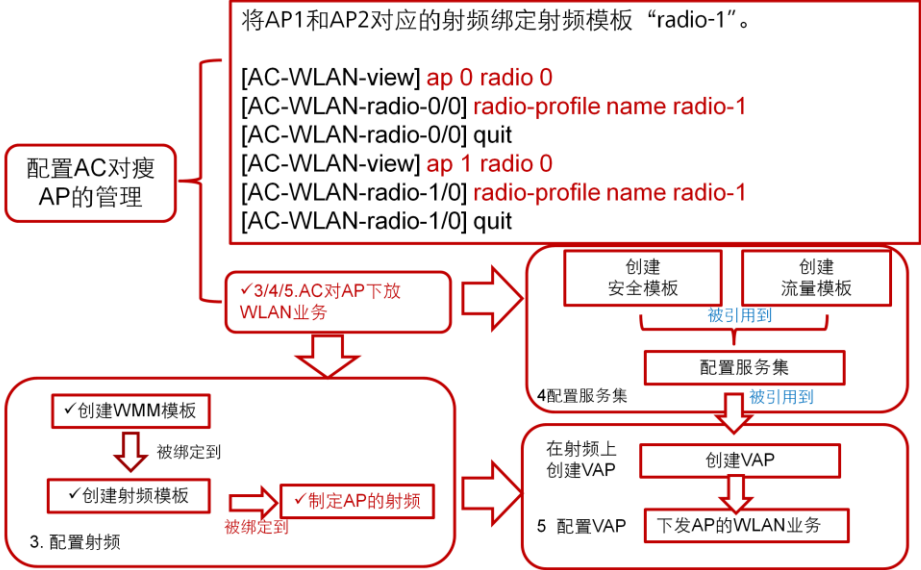 将AP1和AP2对应的射频绑定射频模板“radio-1”。
[AC-WLAN-view] ap 0 radio 0
[AC-WLAN-radio-0/0] radio-profile name radio-1
[AC-WLAN-radio-0/0] quit
[AC-WLAN-view] ap 1 radio 0
[AC-WLAN-radio-1/0] radio-profile name radio-1
[AC-WLAN-radio-1/0] quit
配置AC对瘦
AP的管理
✓3/4/5.AC对AP下放
WLAN业务
创建
安全模板
创建
流量模板
被引用到
配置服务集
4配置服务集
被引用到
✓创建WMM模板
被绑定到
✓创建射频模板
被绑定到
✓制定AP的射频
3. 配置射频
在射频上
创建VAP
创建VAP
5 配置VAP
下发AP的WLAN业务